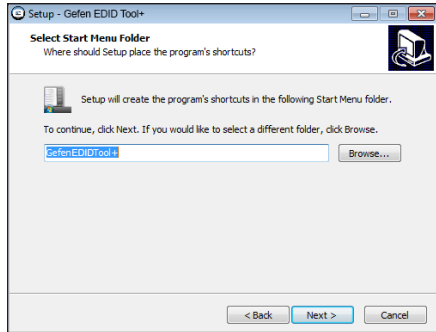 Setup - Gefen EDID Tool+
Select Start Menu Folder
Where should Setup place the program's shortcuts?
Setup will create the program's shortcuts in the following Start Menu folder.
To continue, click Next. If you would like to select a different folder, click Browse.
GefenEDIDTool+
Browse...
< Back
Next >
Cancel